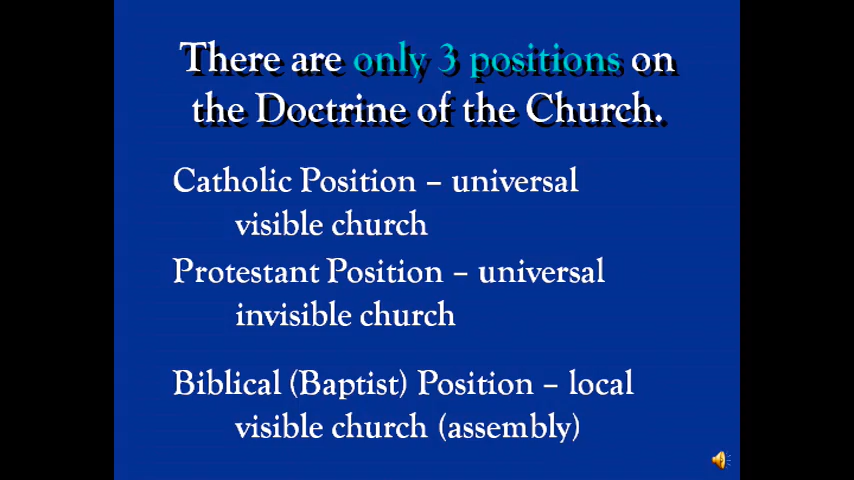 There are only 3 positions on
the Doctrine of the Church.
Catholic Position – universal
visible church
Protestant Position – universal
invisible church
Biblical (Baptist) Position – local
visible church (assembly)